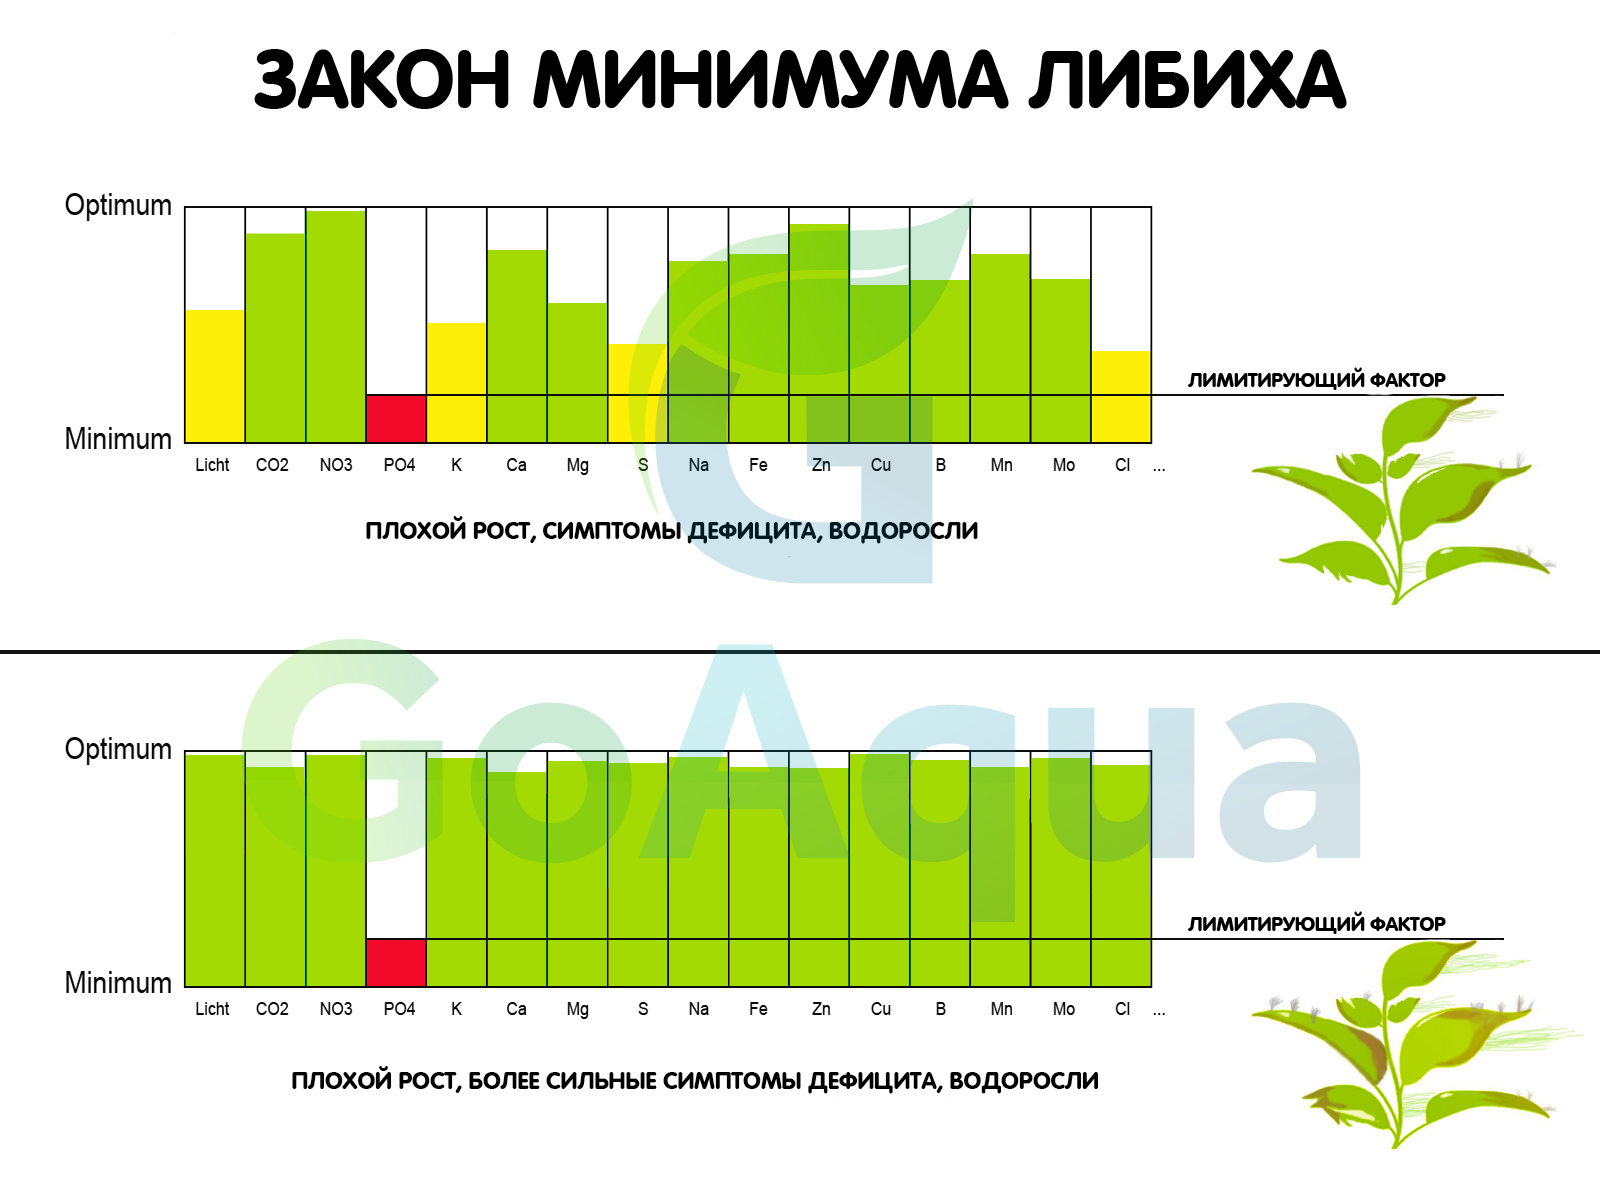 ЗАКОН МИНИМУМА ЛИБИХА
Optimum
ЛИМИТИРУЮЩИЙ ФАКТОР
Minimum
Licht CO2 NO3 PO4 K Ca Mg S Na Fe Zn Cu B Mn Mo Cl ...
ПЛОХОЙ РОСТ, СИМПТОМЫ ДЕФИЦИТА, ВОДОРОСЛИ
GoAqua
Optimum
ЛИМИТИРУЮЩИЙ ФАКТОР
Minimum
Licht CO2 NO3 PO4 K Ca Mg S Na Fe Zn Cu B Mn Mo Cl ...
ПЛОХОЙ РОСТ, БОЛЕЕ СИЛЬНЫЕ СИМПТОМЫ ДЕФИЦИТА, ВОДОРОСЛИ